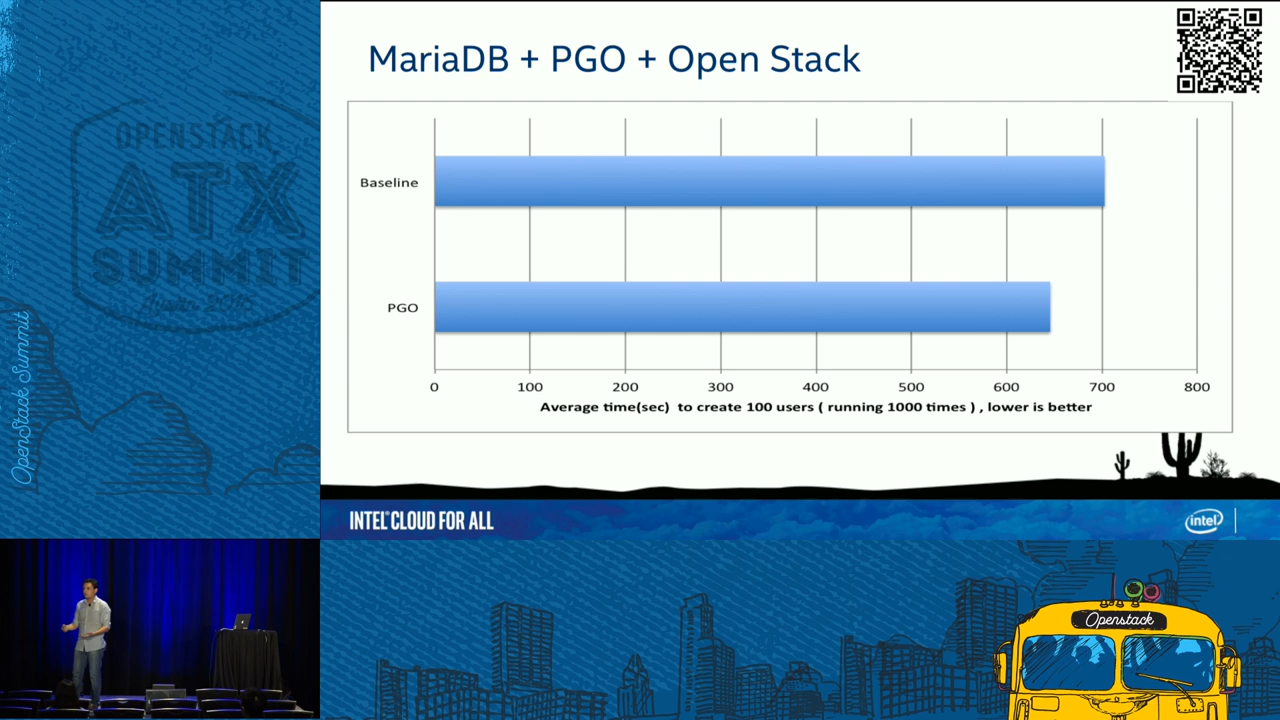 MariaDB + PGO + Open Stack
Baseline
PGO
0 100 200 300 400 500 600 700 800
Average time(sec) to create 100 users ( running 1000 times ) , lower is better
INTEL® CLOUD FOR ALL
intel
OPENSTACK
ATX
SUMMIT
Austin 2016
OpenStack Summit
Openstack